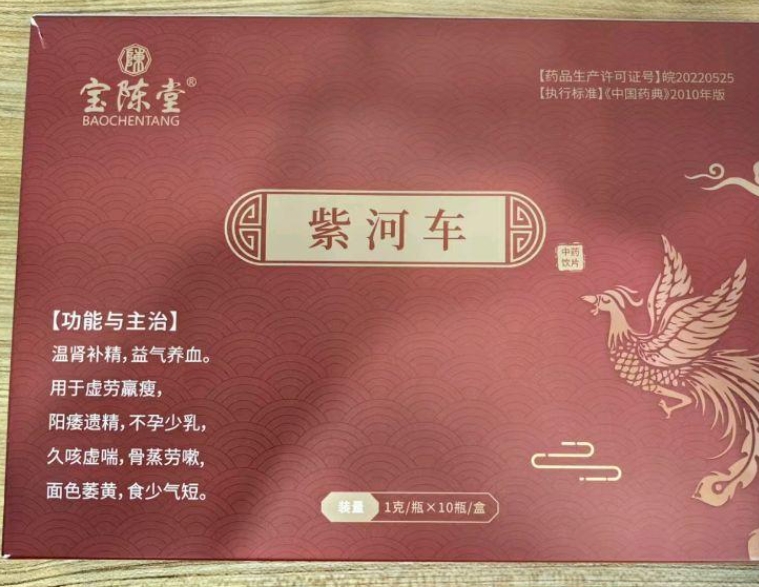 宝陈堂®
BAOCHENTANG
【药品生产许可证号】皖20220525
【执行标准】《中国药典》2010年版
紫河车
中药
饮片
【功能与主治】
温肾补精,益气养血。
用于虚劳赢瘦,
阳痿遗精,不孕少乳,
久咳虚喘,骨蒸劳嗽,
面色萎黄,食少气短。
装量 1克/瓶×10瓶/盒